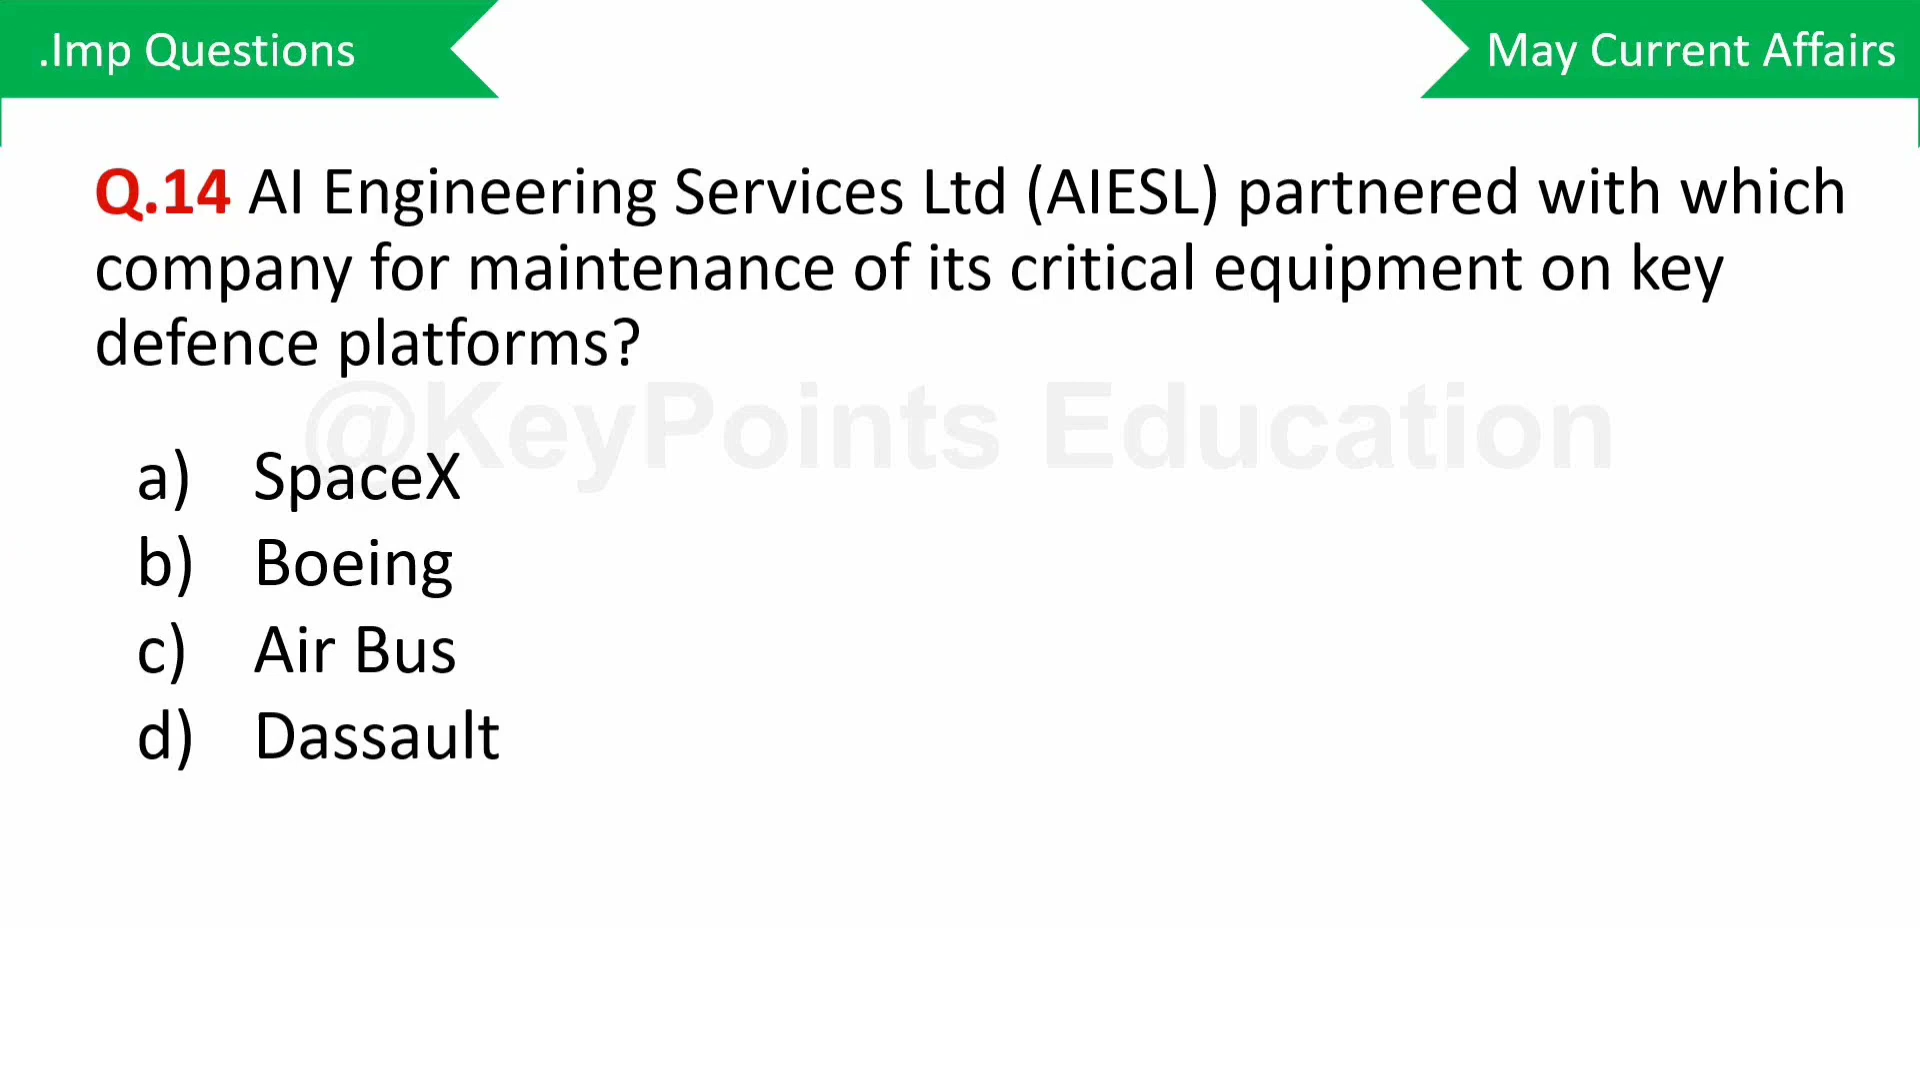 .Imp Questions
May Current Affairs
Q.14 AI Engineering Services Ltd (AIESL) partnered with which
company for maintenance of its critical equipment on key
defence platforms?
@KeyPoints Education
a) SpaceX
b) Boeing
c) Air Bus
d) Dassault